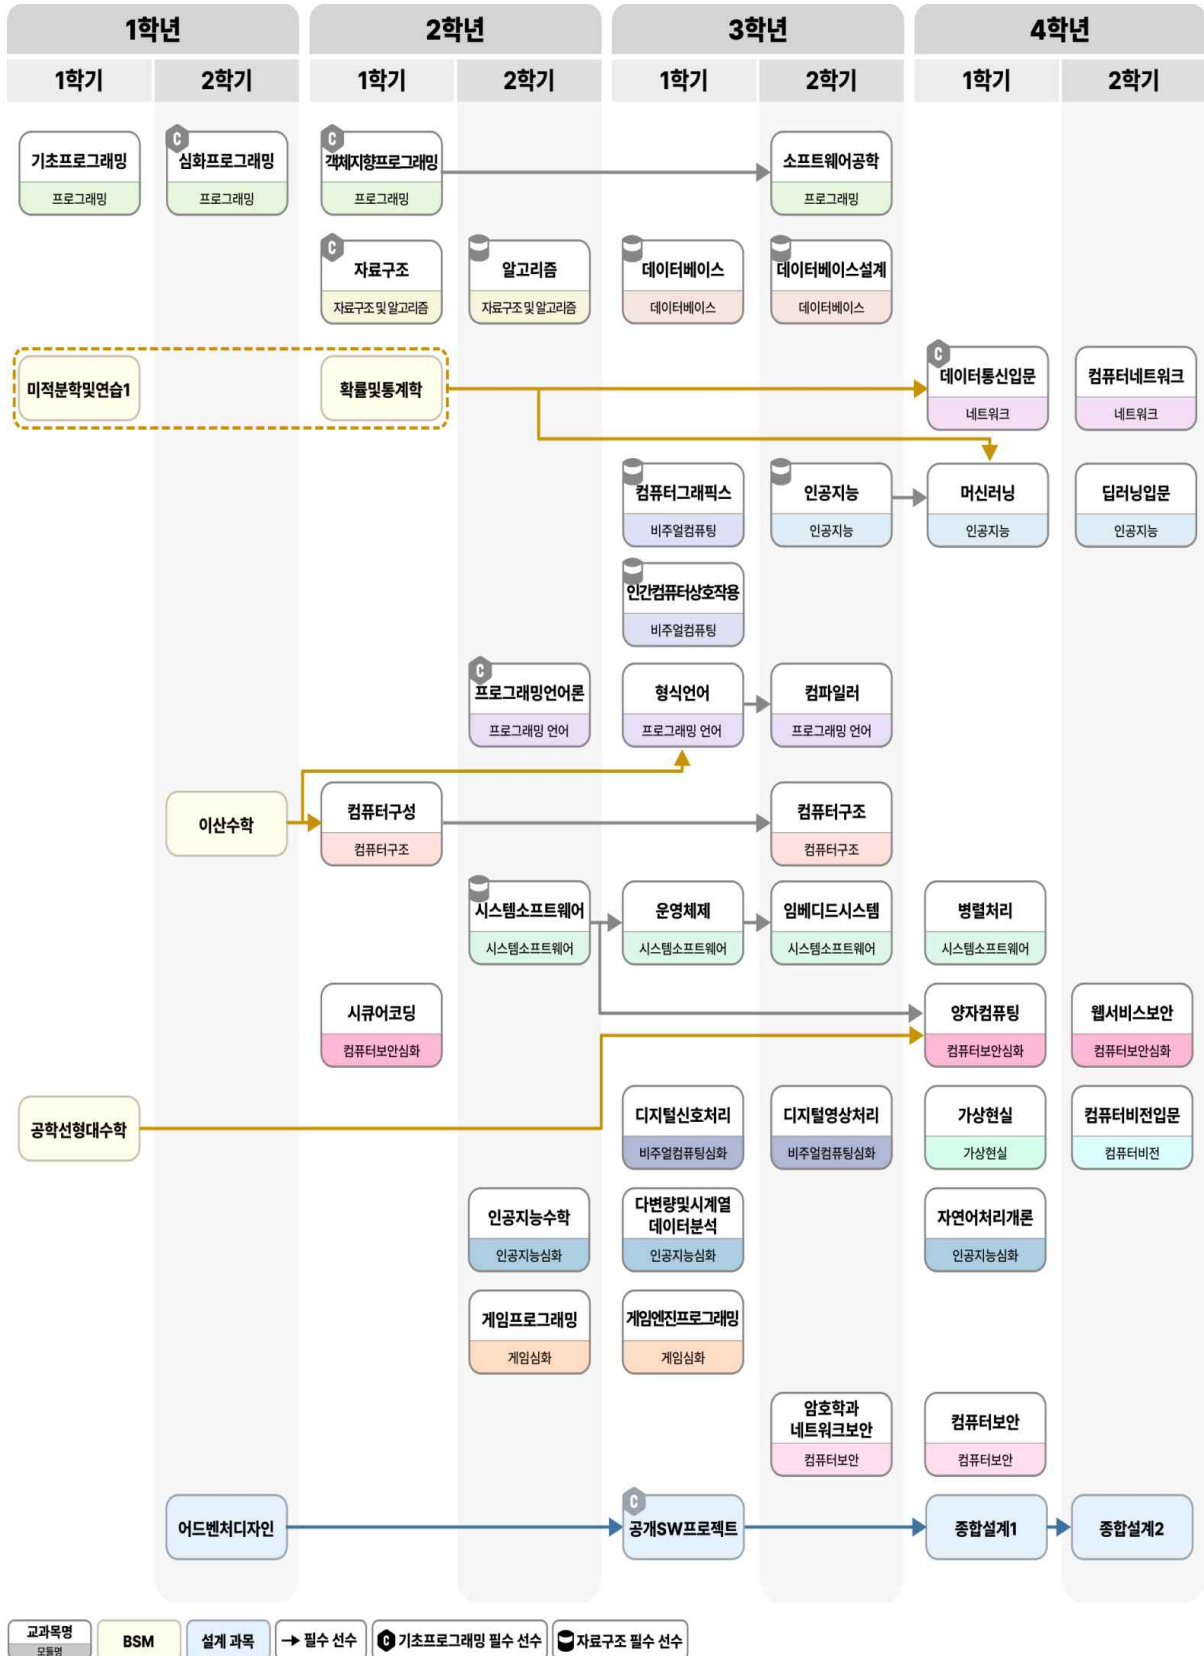 1학년 2학년 3학년 4학년
1학기 2학기 1학기 2학기 1학기 2학기 1학기 2학기
C C C
기초프로그래밍 심화프로그래밍 객체지향프로그래밍 소프트웨어공학
프로그래밍 프로그래밍 프로그래밍 프로그래밍
C
자료구조 알고리즘 데이터베이스 데이터베이스설계
자료구조 및 알고리즘 자료구조 및 알고리즘 데이터베이스 데이터베이스
C
미적분학및연습1 확률및통계학 데이터통신입문 컴퓨터네트워크
네트워크 네트워크
컴퓨터그래픽스 인공지능 머신러닝 딥러닝입문
비주얼컴퓨팅 인공지능 인공지능 인공지능
인간컴퓨터상호작용
비주얼컴퓨팅
C
프로그래밍언어론 형식언어 컴파일러
프로그래밍 언어 프로그래밍 언어 프로그래밍 언어
이산수학 컴퓨터구성 컴퓨터구조
컴퓨터구조 컴퓨터구조
시스템소프트웨어 운영체제 임베디드시스템 병렬처리
시스템소프트웨어 시스템소프트웨어 시스템소프트웨어 시스템소프트웨어
시큐어코딩 양자컴퓨팅 웹서비스보안
컴퓨터보안심화 컴퓨터보안심화 컴퓨터보안심화
공학선형대수학 디지털신호처리 디지털영상처리 가상현실 컴퓨터비전입문
비주얼컴퓨팅심화 비주얼컴퓨팅심화 가상현실 컴퓨터비전
인공지능수학 다변량및시계열
데이터분석 자연어처리개론
인공지능심화 인공지능심화 인공지능심화
게임프로그래밍 게임엔진프로그래밍
게임심화 게임심화
암호학과
네트워크보안 컴퓨터보안
컴퓨터보안 컴퓨터보안
C
어드벤처디자인 공개SW프로젝트 종합설계1 종합설계2
교과목명
모듈명
BSM 설계 과목 → 필수 선수 C 기초프로그래밍 필수 선수 자료구조 필수 선수